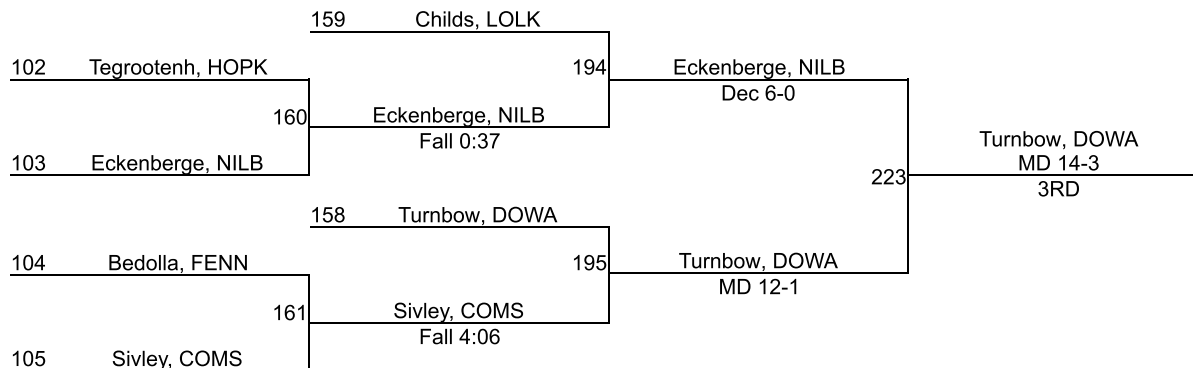 159 Childs, LOLK
102 Tegrootenh, HOPK
194 Eckenberge, NILB
Dec 6-0
160 Eckenberge, NILB
Fall 0:37
103 Eckenberge, NILB
Turnbow, DOWA
MD 14-3
223
3RD
158 Turnbow, DOWA
104 Bedolla, FENN
195 Turnbow, DOWA
MD 12-1
161 Sivley, COMS
Fall 4:06
105 Sivley, COMS